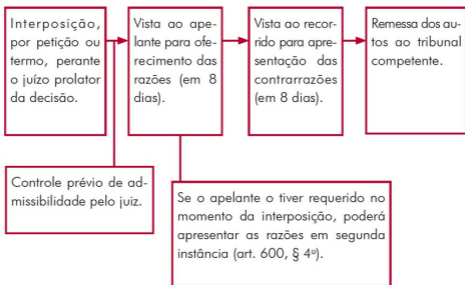 Interposição,
por petição ou
termo, perante
o juízo prolator
da decisão.
Vista ao ape-
lante para ofe-
recimento das
razões (em 8
dias).
Vista ao recor-
rido para apre-
sentação das
contrarrazões
(em 8 dias).
Remessa dos au-
tos ao tribunal
competente.
Controle prévio de ad-
missibilidade pelo juiz.
Se o apelante o tiver requerido no
momento da interposição, poderá
apresentar as razões em segunda
instância (art. 600, § 4º).